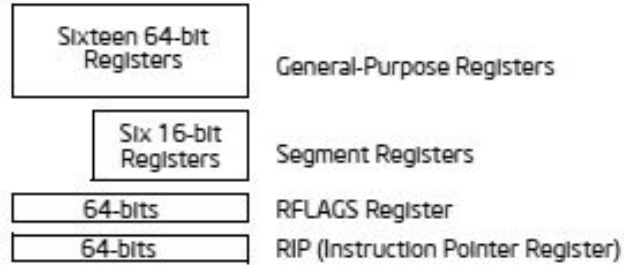 Sixteen 64-bit
Registers
General-Purpose Registers
Six 16-bit
Registers
Segment Registers
64-bits
RFLAGS Register
64-bits
RIP (Instruction Pointer Register)